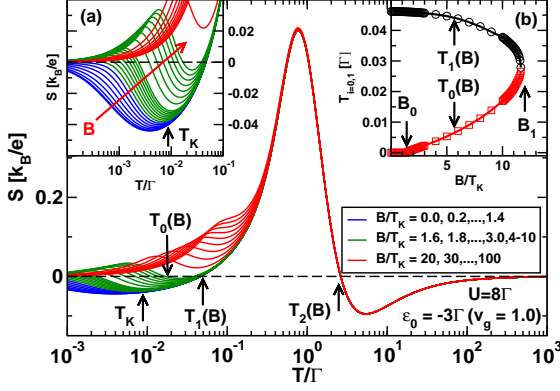 (a)
S [k_B/e]
0
-0.02
-0.04
B
T_K
10^-3 10^-2 10^-1
T/Γ
(b)
T_{i=0,1} [Γ]
0.04
0.03
0.02
0.01
0
T_1(B)
T_0(B)
B_0
B_1
0 5 10
B/T_K
S [k_B/e]
0.2
0
T_0(B)
T_K
T_1(B)
T_2(B)
B/T_K = 0.0, 0.2,...,1.4
B/T_K = 1.6, 1.8,...,3.0,4-10
B/T_K = 20, 30,...,100
U=8Γ
ε_0 = -3Γ (v_g = 1.0)
10^-3 10^-2 10^-1 10^0 10^1 10^2 10^3
T/Γ